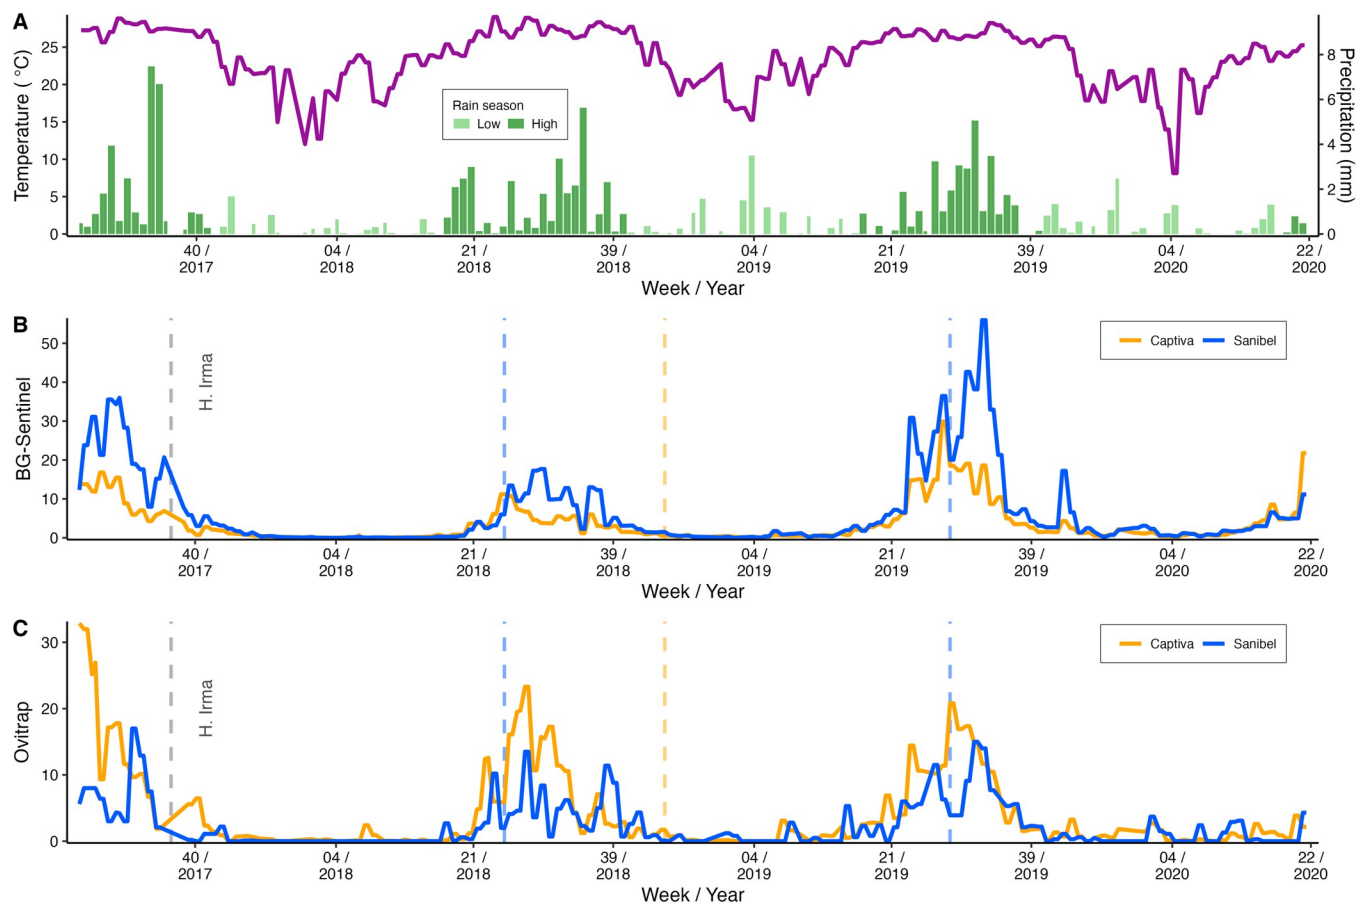 A
Temperature ( °C)
25
20
15
10
5
0
Rain season
Low High
8
6
4
2
0
Precipitation (mm)
40 / 04 / 21 / 39 / 04 / 21 / 39 / 04 / 22 /
2017 2018 2018 2018 2019 2019 2019 2020 2020
Week / Year
B
BG-Sentinel
50
40
30
20
10
0
H. Irma
Captiva Sanibel
40 / 04 / 21 / 39 / 04 / 21 / 39 / 04 / 22 /
2017 2018 2018 2018 2019 2019 2019 2020 2020
Week / Year
C
Ovitrap
30
20
10
0
H. Irma
Captiva Sanibel
40 / 04 / 21 / 39 / 04 / 21 / 39 / 04 / 22 /
2017 2018 2018 2018 2019 2019 2019 2020 2020
Week / Year